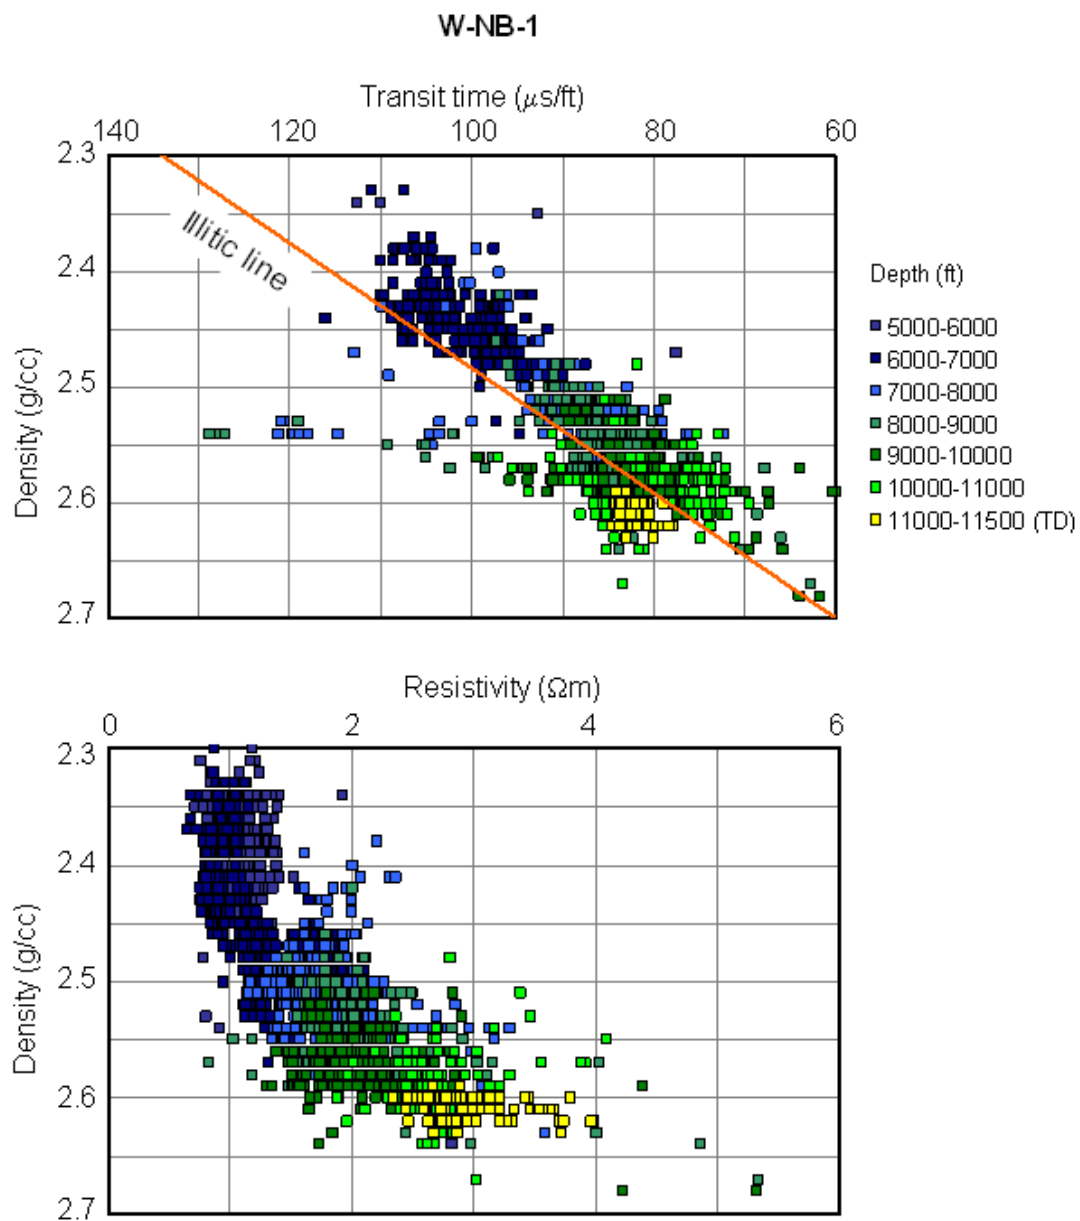 W-NB-1
Transit time (μs/ft)
140 120 100 80 60
2.3
2.4
2.5
2.6
2.7
Density (g/cc)
Illitic line
Depth (ft)
5000-6000
6000-7000
7000-8000
8000-9000
9000-10000
10000-11000
11000-11500 (TD)
Resistivity (Ωm)
0 2 4 6
2.3
2.4
2.5
2.6
2.7
Density (g/cc)